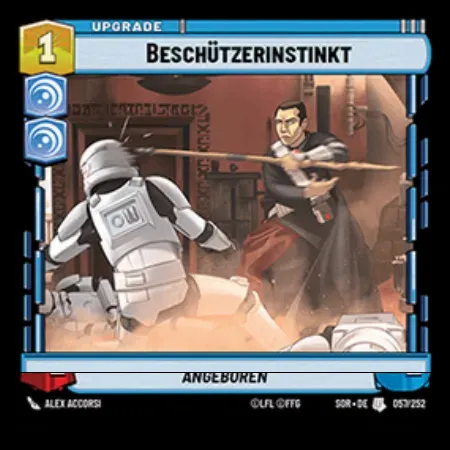 UPGRADE
1
BESCHÜTZERINSTINKT
ANGEBOREN
ALEX ACCORSI
©LFL ©FFG
SOR • DE
057/252